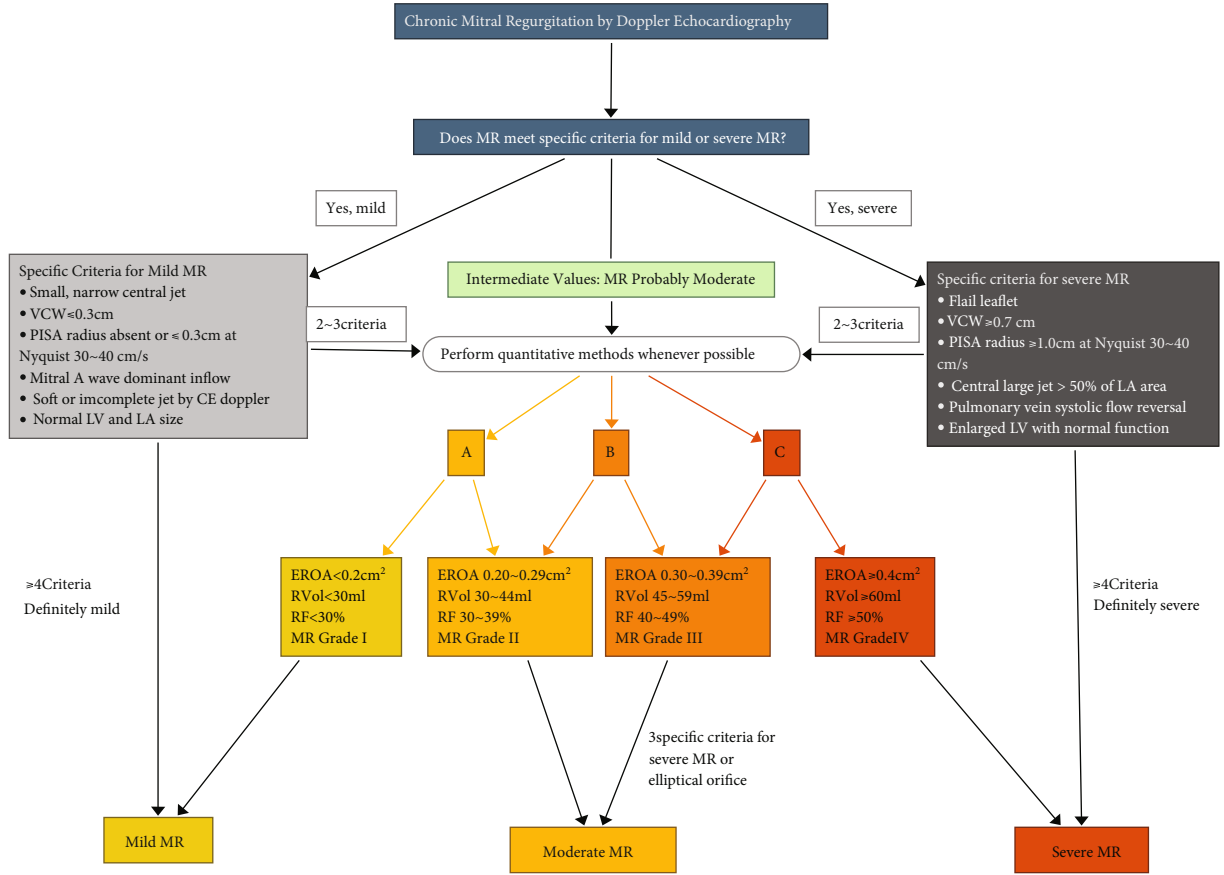 Chronic Mitral Regurgitation by Doppler Echocardiography
Does MR meet specific criteria for mild or severe MR?
Yes, mild
Yes, severe
Specific Criteria for Mild MR
• Small, narrow central jet
• VCW≤0.3cm
• PISA radius absent or ≤ 0.3cm at
Nyquist 30~40 cm/s
• Mitral A wave dominant inflow
• Soft or imcomplete jet by CE doppler
• Normal LV and LA size
2~3criteria
Intermediate Values: MR Probably Moderate
Perform quantitative methods whenever possible
2~3criteria
Specific criteria for severe MR
• Flail leaflet
• VCW≥0.7 cm
• PISA radius ≥1.0cm at Nyquist 30~40
cm/s
• Central large jet > 50% of LA area
• Pulmonary vein systolic flow reversal
• Enlarged LV with normal function
A
B
C
≥4Criteria
Definitely mild
EROA<0.2cm²
RVol<30ml
RF<30%
MR Grade I
EROA 0.20~0.29cm²
RVol 30~44ml
RF 30~39%
MR Grade II
EROA 0.30~0.39cm²
RVol 45~59ml
RF 40~49%
MR Grade III
EROA≥0.4cm²
RVol≥60ml
RF ≥50%
MR GradeIV
≥4Criteria
Definitely severe
3specific criteria for
severe MR or
elliptical orifice
Mild MR
Moderate MR
Severe MR